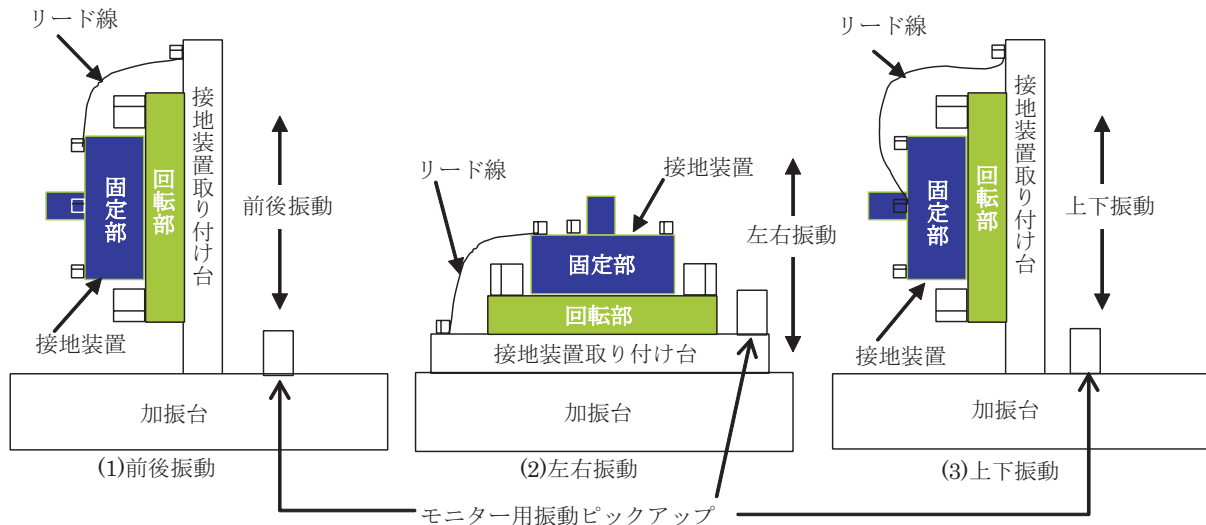 リード線
接地装置取り付け台
回転部
固定部
前後振動
接地装置
加振台
(1)前後振動
リード線
接地装置
左右振動
固定部
回転部
接地装置取り付け台
加振台
(2)左右振動
リード線
接地装置取り付け台
回転部
固定部
上下振動
接地装置
加振台
(3)上下振動
モニター用振動ピックアップ